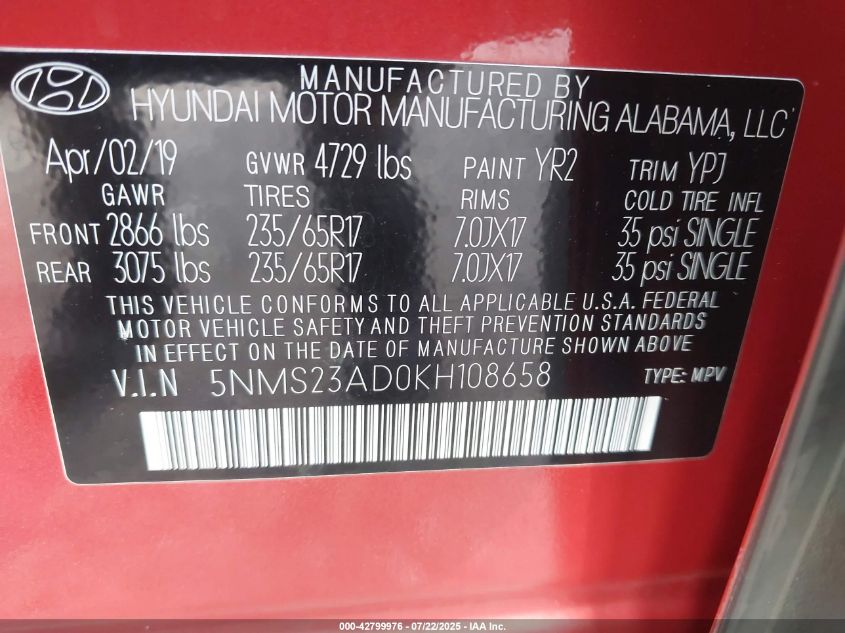 MANUFACTURED BY
HYUNDAI MOTOR MANUFACTURING ALABAMA, LLC
Apr/02/19 GVWR 4729 lbs PAINT YR2 TRIM YPJ
GAWR TIRES RIMS COLD TIRE INFL
FRONT 2866 lbs 235/65R17 7.0JX17 35 psi SINGLE
REAR 3075 lbs 235/65R17 7.0JX17 35 psi SINGLE
THIS VEHICLE CONFORMS TO ALL APPLICABLE U.S.A. FEDERAL
MOTOR VEHICLE SAFETY AND THEFT PREVENTION STANDARDS
IN EFFECT ON THE DATE OF MANUFACTURE SHOWN ABOVE
V.I.N 5NMS23AD0KH108658 TYPE: MPV
000-42799976 - 07/22/2025 - IAA Inc.